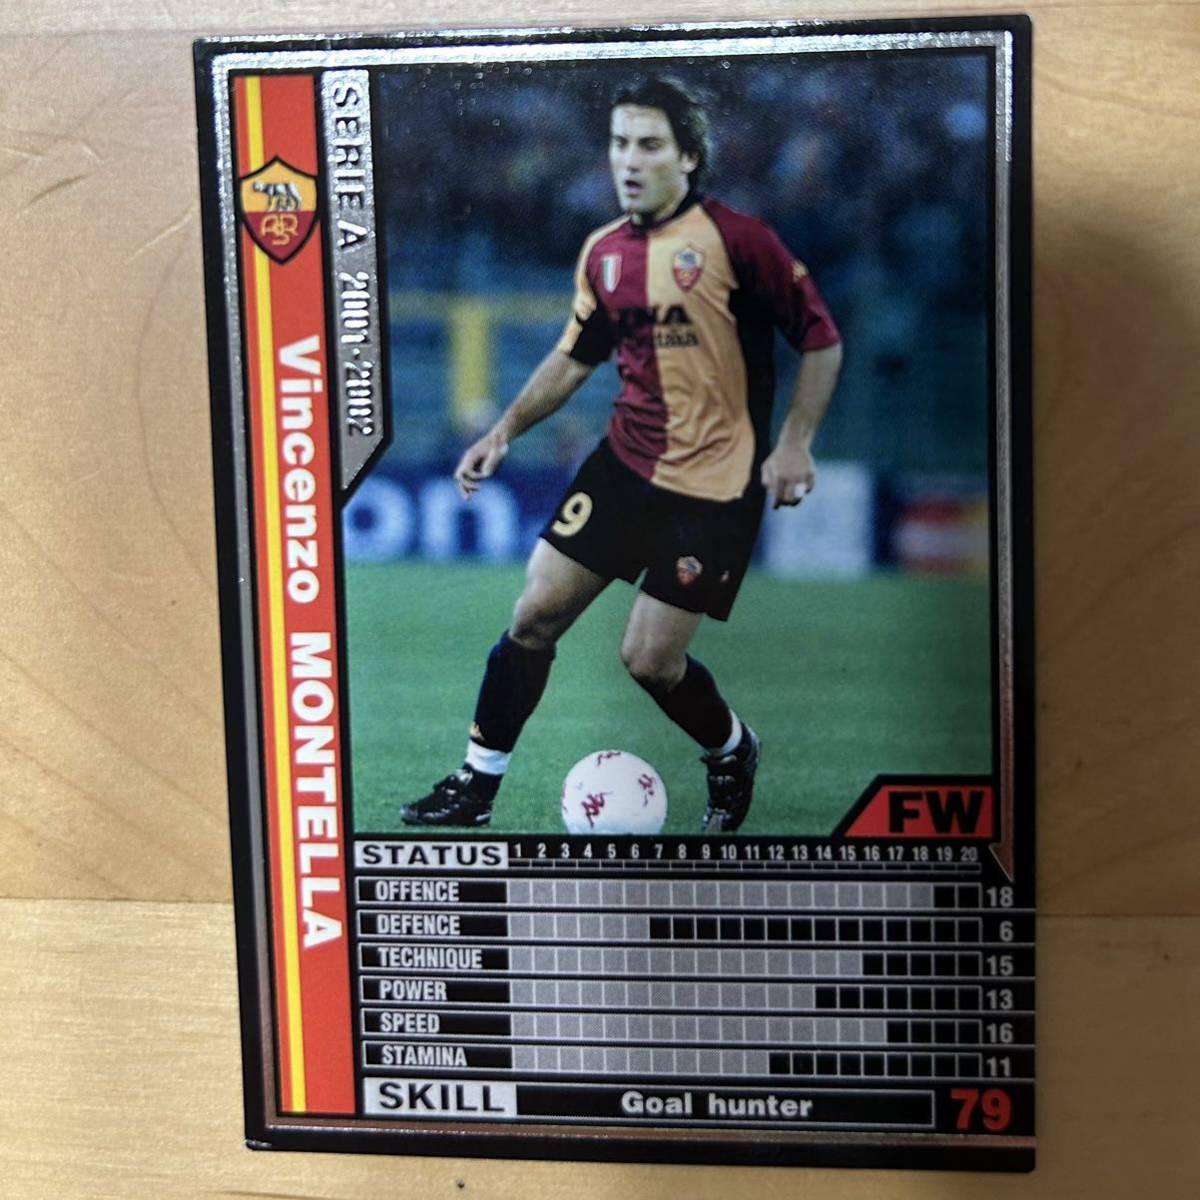 SERIE A 2001-2002
Vincenzo MONTELLA
ASR
9
on
FW
STATUS 1 2 3 4 5 6 7 8 9 10 11 12 13 14 15 16 17 18 19 20
OFFENCE 18
DEFENCE 6
TECHNIQUE 15
POWER 13
SPEED 16
STAMINA 11
SKILL Goal hunter 79